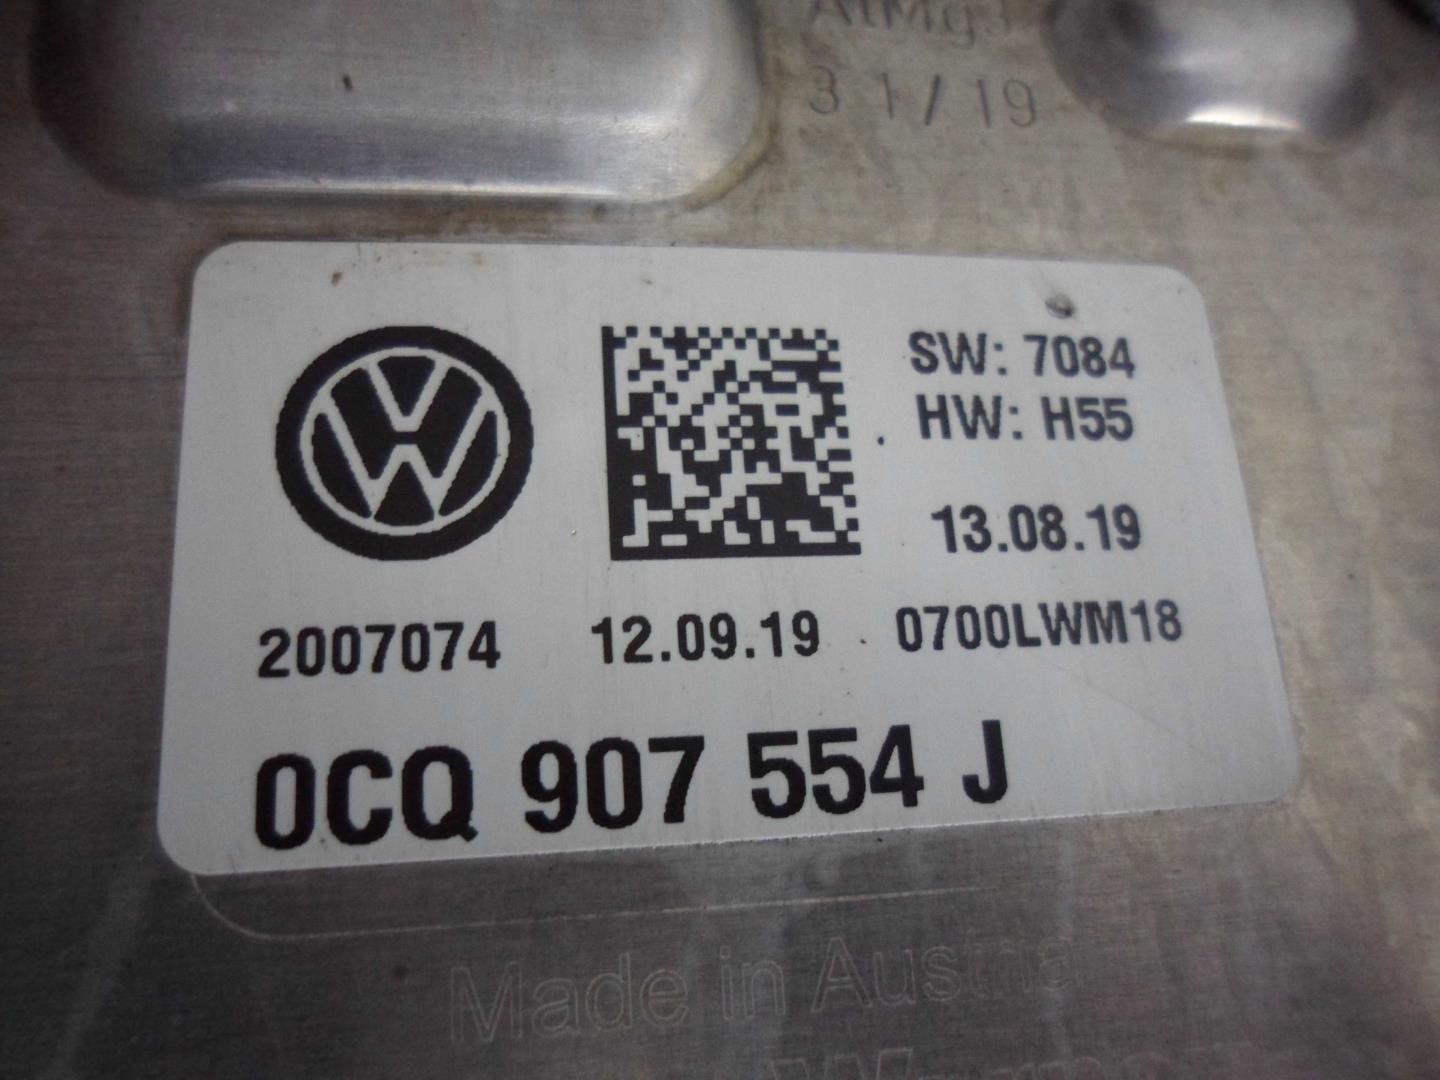 AlMg3
31/19
SW: 7084
HW: H55
13.08.19
2007074 12.09.19 0700LWM18
0CQ 907 554 J
Made in Austria